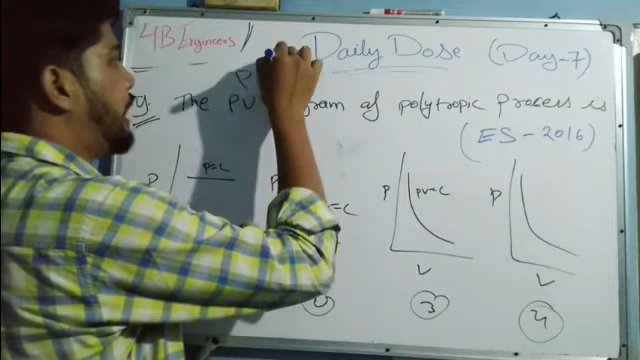 4B Engineers
Daily Dose (Day-7)
P
Q. The PV gram of polytropic process is
(ES-2016)
P P=C P =C P PV=C P
V V
3 4